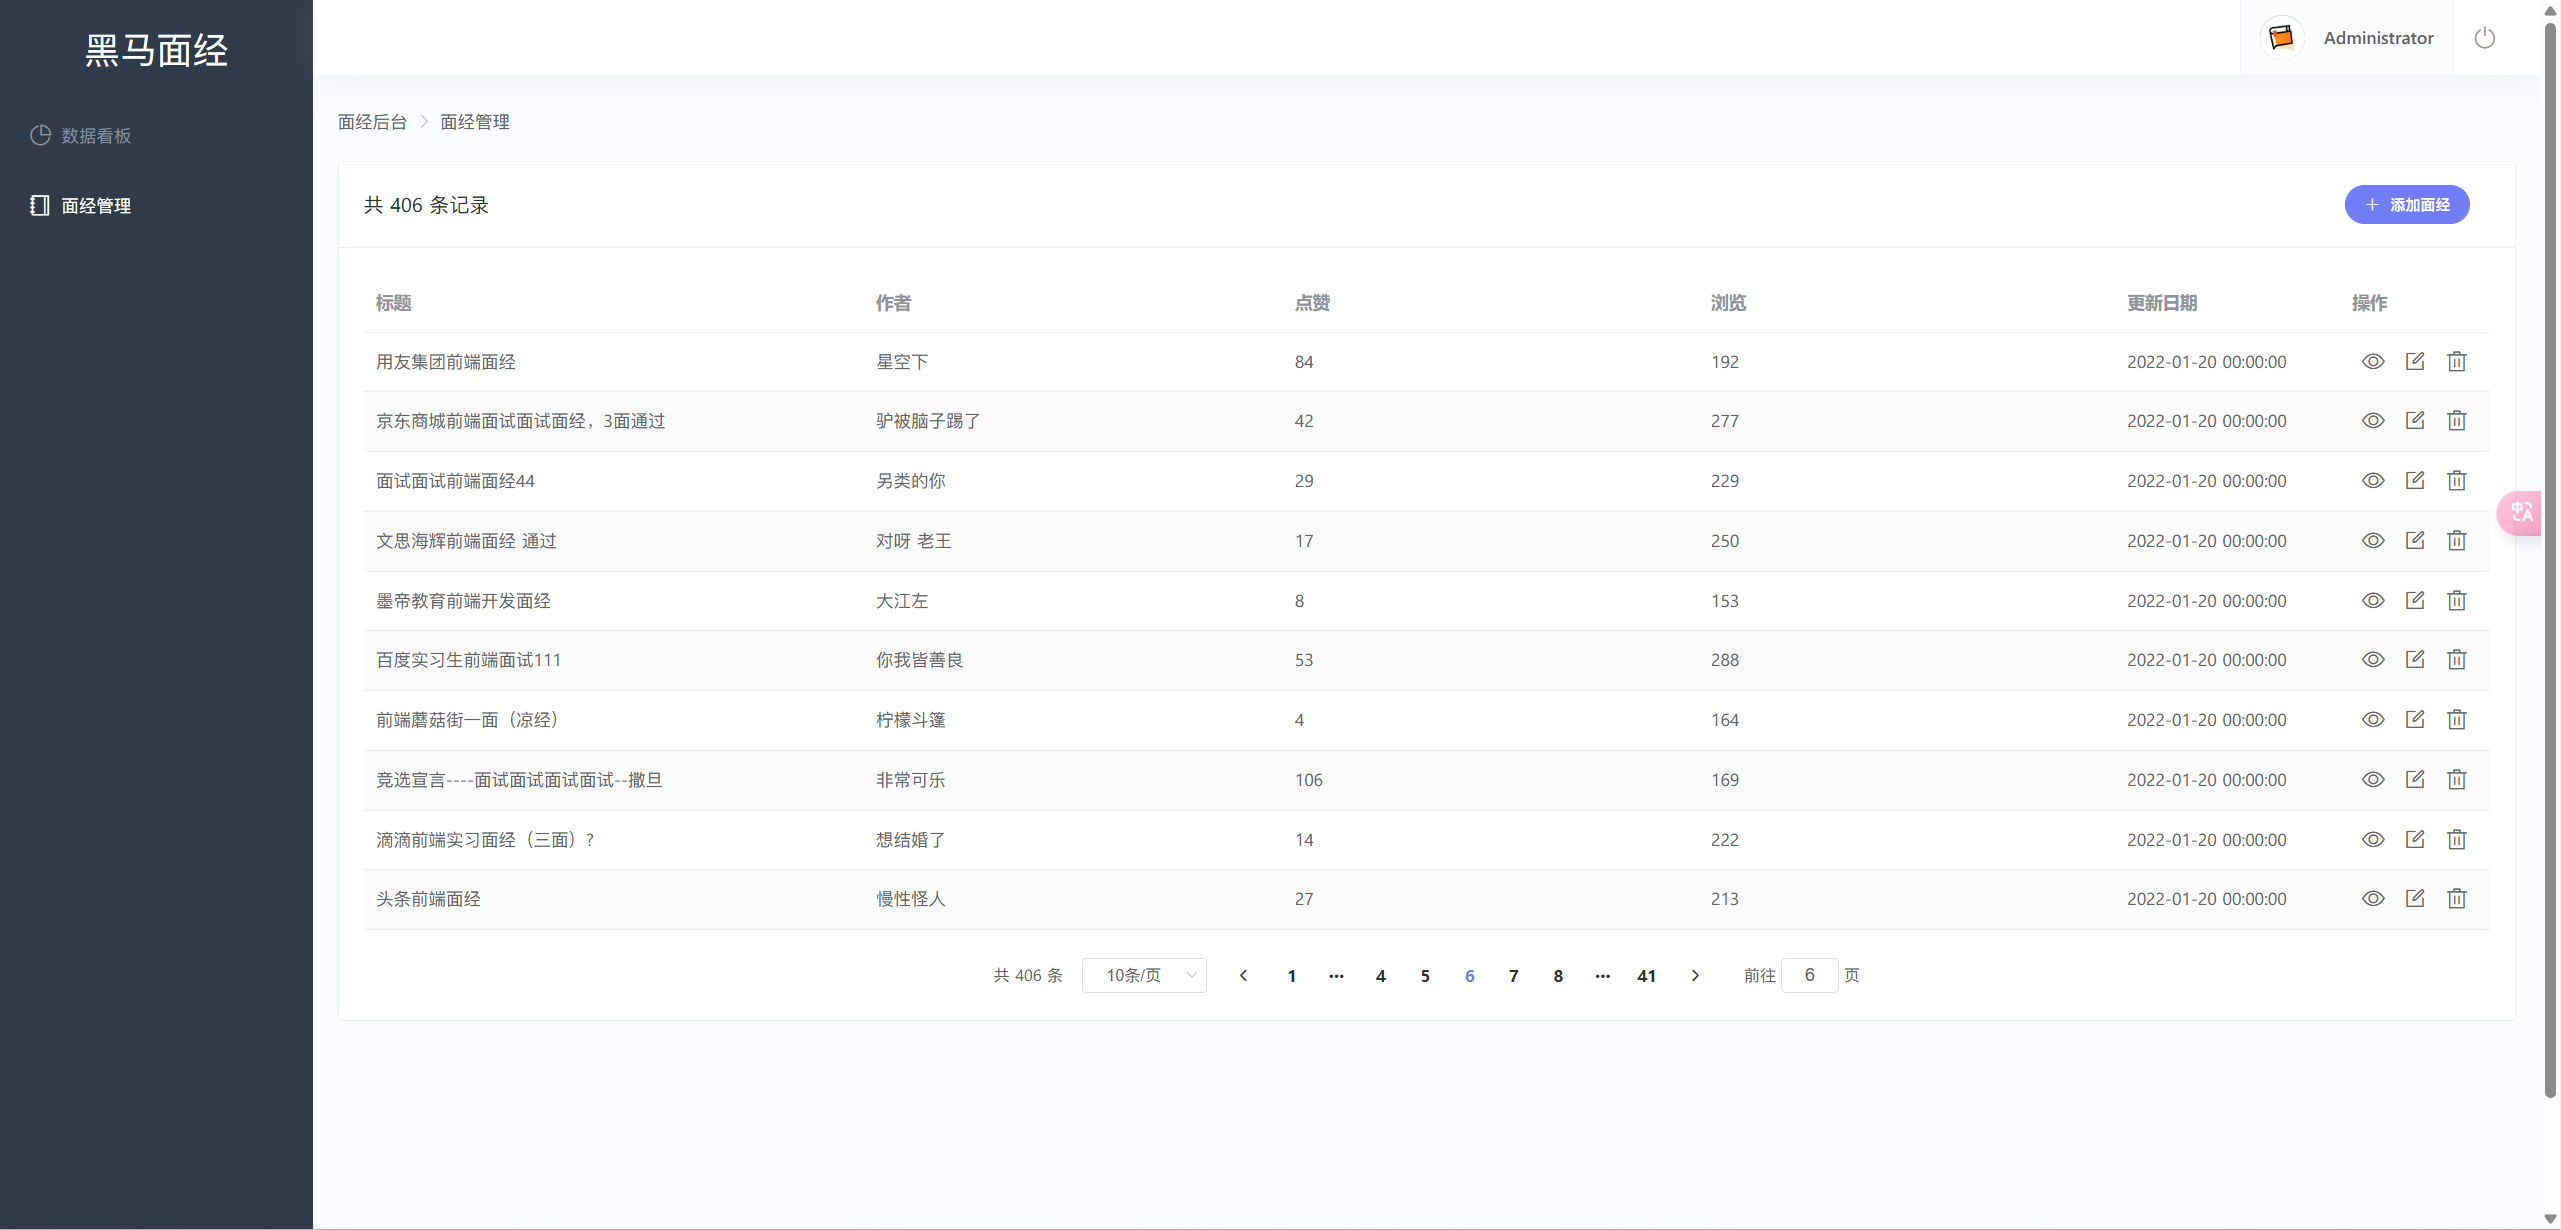 黑马面经
数据看板
面经管理
Administrator
面经后台 > 面经管理
共 406 条记录
+ 添加面经
标题 作者 点赞 浏览 更新日期 操作
用友集团前端面经 星空下 84 192 2022-01-20 00:00:00
京东商城前端面试面试面经，3面通过 驴被脑子踢了 42 277 2022-01-20 00:00:00
面试面试前端面经44 另类的你 29 229 2022-01-20 00:00:00
文思海辉前端面经 通过 对呀 老王 17 250 2022-01-20 00:00:00
墨帝教育前端开发面经 大江左 8 153 2022-01-20 00:00:00
百度实习生前端面试111 你我皆善良 53 288 2022-01-20 00:00:00
前端蘑菇街一面（凉经） 柠檬斗篷 4 164 2022-01-20 00:00:00
竞选宣言----面试面试面试面试--撒旦 非常可乐 106 169 2022-01-20 00:00:00
滴滴前端实习面经（三面）? 想结婚了 14 222 2022-01-20 00:00:00
头条前端面经 慢性怪人 27 213 2022-01-20 00:00:00
共 406 条 10条/页 < 1 ··· 4 5 6 7 8 ··· 41 > 前往 6 页
中A